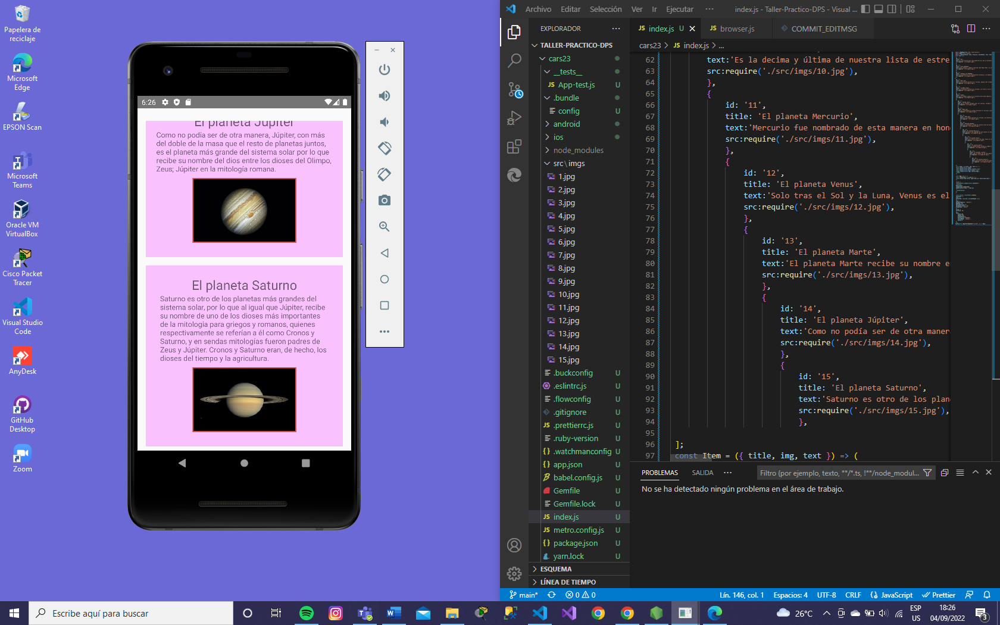 Papelera de
reciclaje
Microsoft
Edge
EPSON Scan
Microsoft
Teams
Oracle VM
VirtualBox
Cisco Packet
Tracer
Visual Studio
Code
AnyDesk
GitHub
Desktop
Zoom
6:26
El planeta Júpiter
Como no podía ser de otra manera, Júpiter, con más
del doble de la masa que el resto de planetas juntos,
es el planeta más grande del sistema solar por lo que
recibe su nombre del dios entre los dioses del Olimpo,
Zeus; Júpiter en la mitología romana.
El planeta Saturno
Saturno es otro de los planetas más grandes del
sistema solar, por lo que al igual que Júpiter, recibe
su nombre de uno de los dioses más importantes
de la mitología para griegos y romanos, quienes
respectivamente se referían a él como Cronos y
Saturno, y en sendas mitologías fueron padres de
Zeus y Júpiter. Cronos y Saturno eran, de hecho, los
dioses del tiempo y la agricultura.
Archivo Editar Selección Ver Ir Ejecutar ··· index.js - Taller-Practico-DPS - Visual ...
EXPLORADOR ···
TALLER-PRACTICO-DPS
cars23
__tests__
JS App-test.js U
.bundle
config U
android
ios
node_modules
src\imgs
1.jpg
2.jpg
3.jpg
4.jpg
5.jpg
6.jpg
7.jpg
8.jpg
9.jpg
10.jpg
11.jpg
12.jpg
13.jpg
14.jpg
15.jpg
.buckconfig U
.eslintrc.js U
.flowconfig U
.gitignore U
JS .prettierrc.js U
.ruby-version U
{} .watchmanconfig U
{} app.json U
babel.config.js U
Gemfile U
Gemfile.lock U
JS index.js U
JS metro.config.js U
{} package.json U
yarn.lock U
ESQUEMA
LÍNEA DE TIEMPO
JS index.js U JS browser.js COMMIT_EDITMSG
cars23 > JS index.js > ...
62 text:'Es la decima y última de nuestra lista de estre
63 src:require('./src/imgs/10.jpg'),
64 },
65 {
66 id: '11',
67 title: 'El planeta Mercurio',
68 text:'Mercurio fue nombrado de esta manera en hono
69 src:require('./src/imgs/11.jpg'),
70 },
71 {
72 id: '12',
73 title: 'El planeta Venus',
74 text:'Solo tras el Sol y la Luna, Venus es el
75 src:require('./src/imgs/12.jpg'),
76 },
77 {
78 id: '13',
79 title: 'El planeta Marte',
80 text:'El planeta Marte recibe su nombre e
81 src:require('./src/imgs/13.jpg'),
82 },
83 {
84 id: '14',
85 title: 'El planeta Júpiter',
86 text:'Como no podía ser de otra manera
87 src:require('./src/imgs/14.jpg'),
88 },
89 {
90 id: '15',
91 title: 'El planeta Saturno',
92 text:'Saturno es otro de los plan
93 src:require('./src/imgs/15.jpg'),
94 },
95
96 ];
97 const Item = ({ title, img, text }) => (
PROBLEMAS SALIDA ··· Filtro (por ejemplo, texto, **/*.ts, !**/node_modul...
No se ha detectado ningún problema en el área de trabajo.
main* 0 0 Lín. 146, col. 1 Espacios: 4 UTF-8 CRLF JavaScript Prettier
Escribe aquí para buscar
26°C
ESP
US
18:26
04/09/2022
3